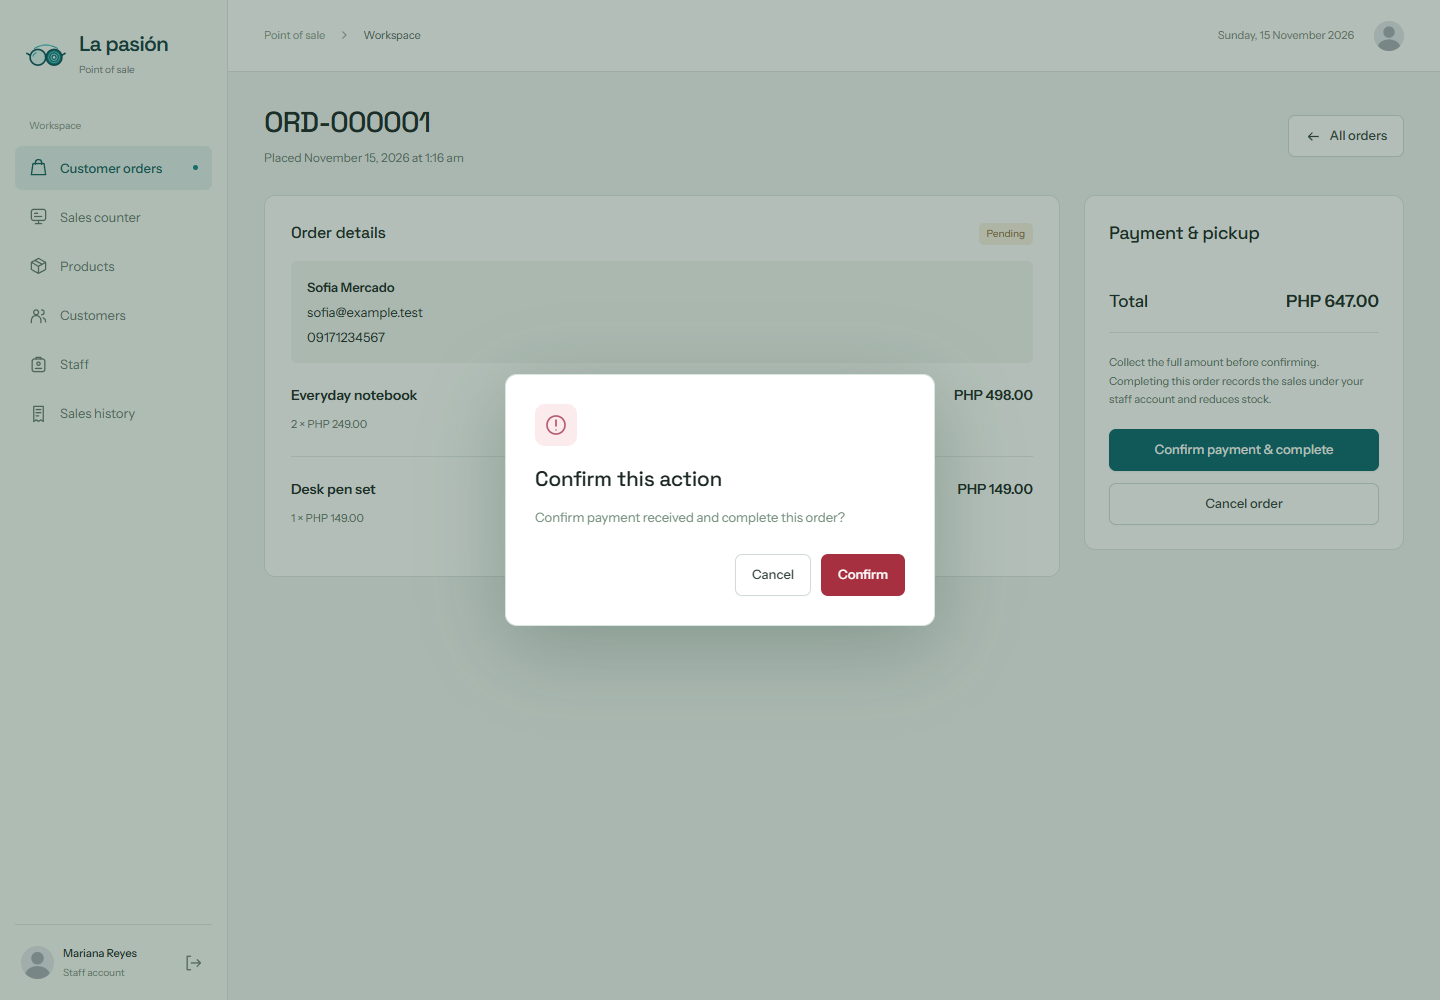 La pasión
Point of sale
Workspace
Customer orders
Sales counter
Products
Customers
Staff
Sales history
Mariana Reyes
Staff account
Point of sale
Workspace
Sunday, 15 November 2026
ORD-000001
Placed November 15, 2026 at 1:16 am
All orders
Order details
Pending
Sofia Mercado
sofia@example.test
09171234567
Everyday notebook
PHP 498.00
2 × PHP 249.00
Desk pen set
PHP 149.00
1 × PHP 149.00
Payment & pickup
Total
PHP 647.00
Collect the full amount before confirming.
Completing this order records the sales under your
staff account and reduces stock.
Confirm payment & complete
Cancel order
Confirm this action
Confirm payment received and complete this order?
Cancel
Confirm